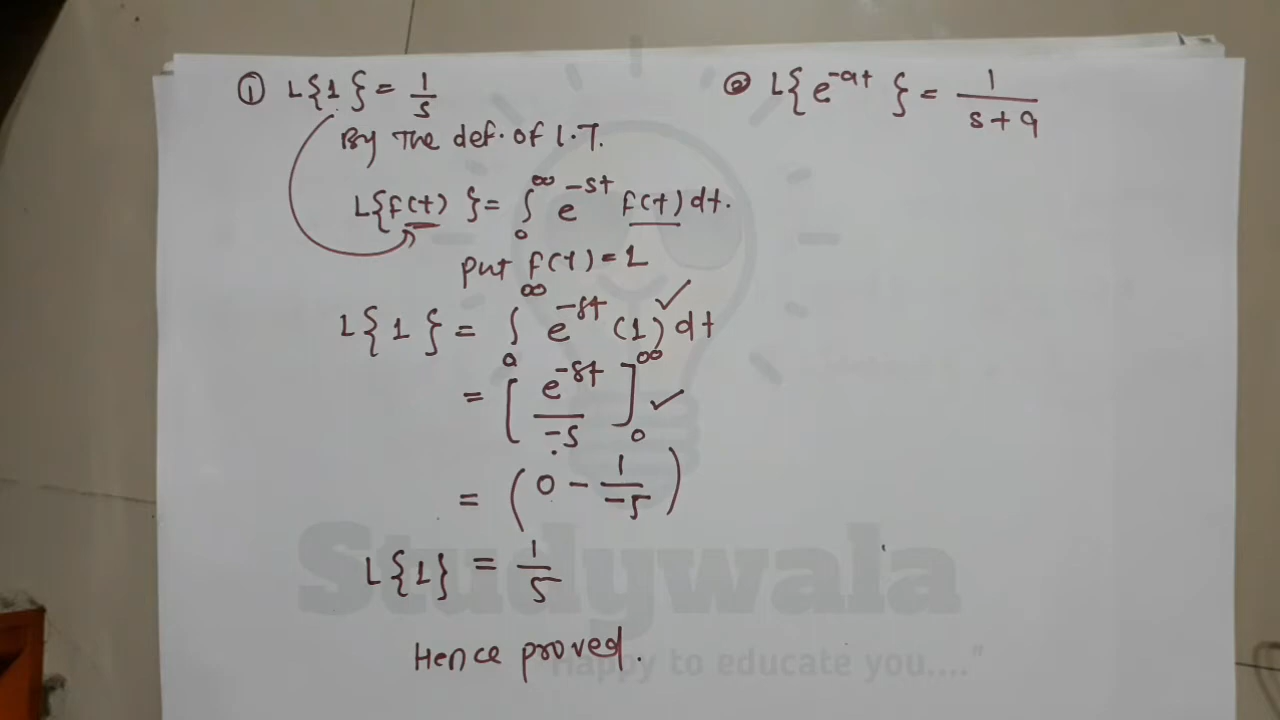 ① L{1} = 1/s
By The def. of L.T.
L{f(t)} = ∫₀^∞ e^{-st} f(t) dt.
put f(t) = 1
L{1} = ∫₀^∞ e^{-st} (1) dt ✓
= [e^{-st}/-s]₀^∞ ✓
= (0 - 1/-s)
L{1} = 1/s
Hence proved.
② L{e^{-at}} = 1/(s+a)
Studywala
"Happy to educate you...."